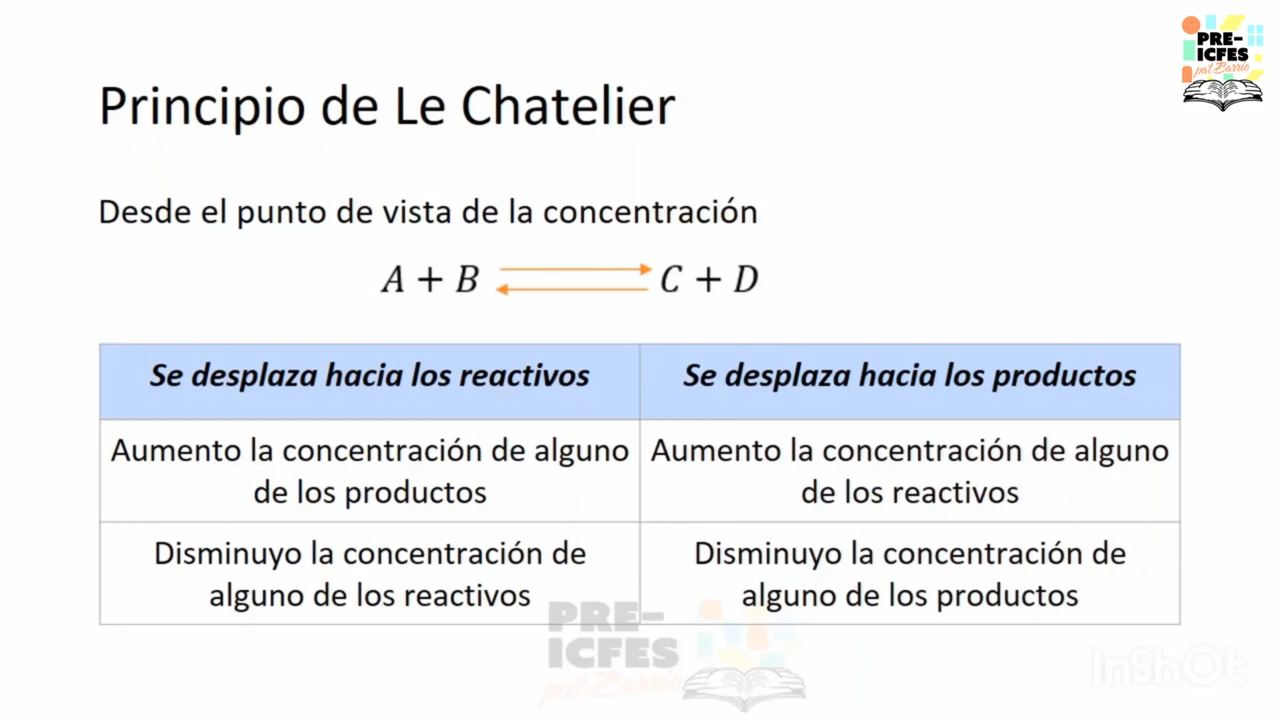 PRE-
ICFES
pal Barrio
Principio de Le Chatelier
Desde el punto de vista de la concentración
A + B ⇄ C + D
Se desplaza hacia los reactivos
Se desplaza hacia los productos
Aumento la concentración de alguno
de los productos
Aumento la concentración de alguno
de los reactivos
Disminuyo la concentración de
alguno de los reactivos
Disminuyo la concentración de
alguno de los productos
PRE-
ICFES
pal Barrio
InShOt